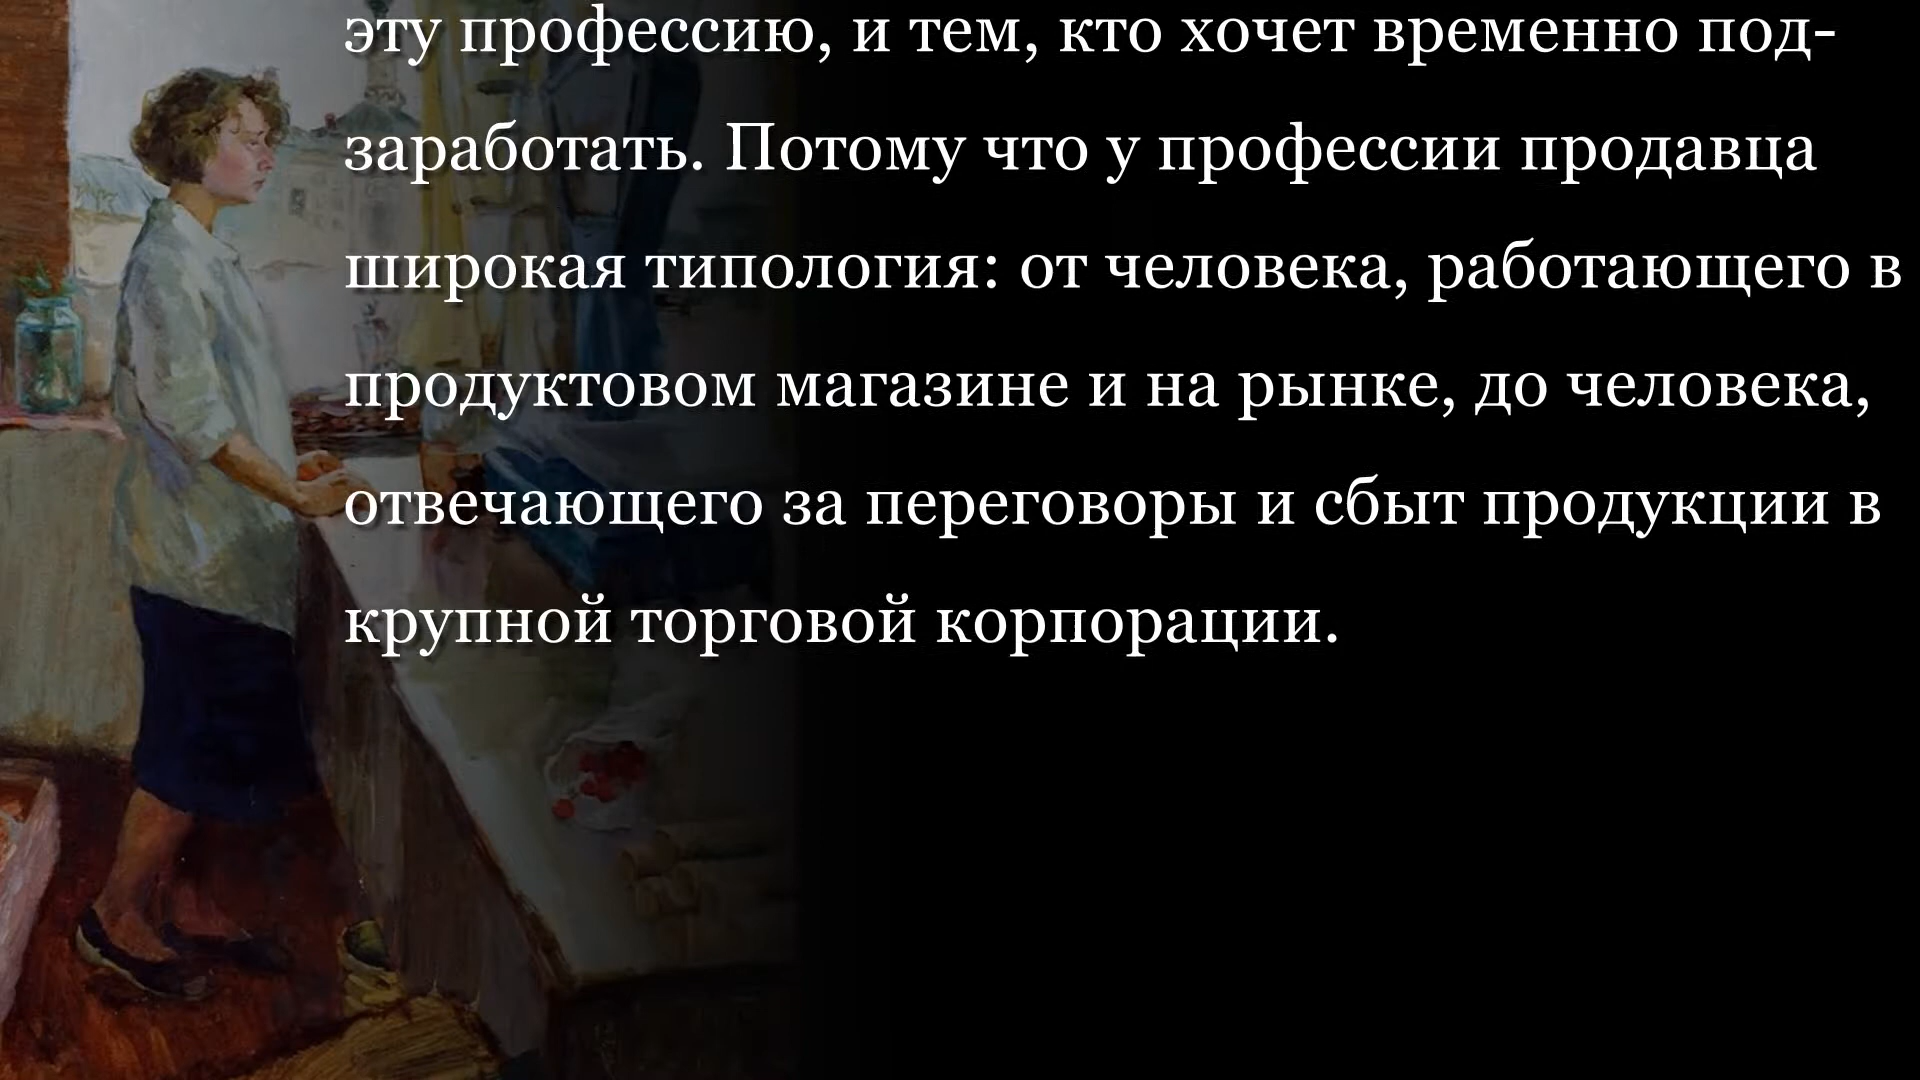 эту профессию, и тем, кто хочет временно под-
заработать. Потому что у профессии продавца
широкая типология: от человека, работающего в
продуктовом магазине и на рынке, до человека,
отвечающего за переговоры и сбыт продукции в
крупной торговой корпорации.